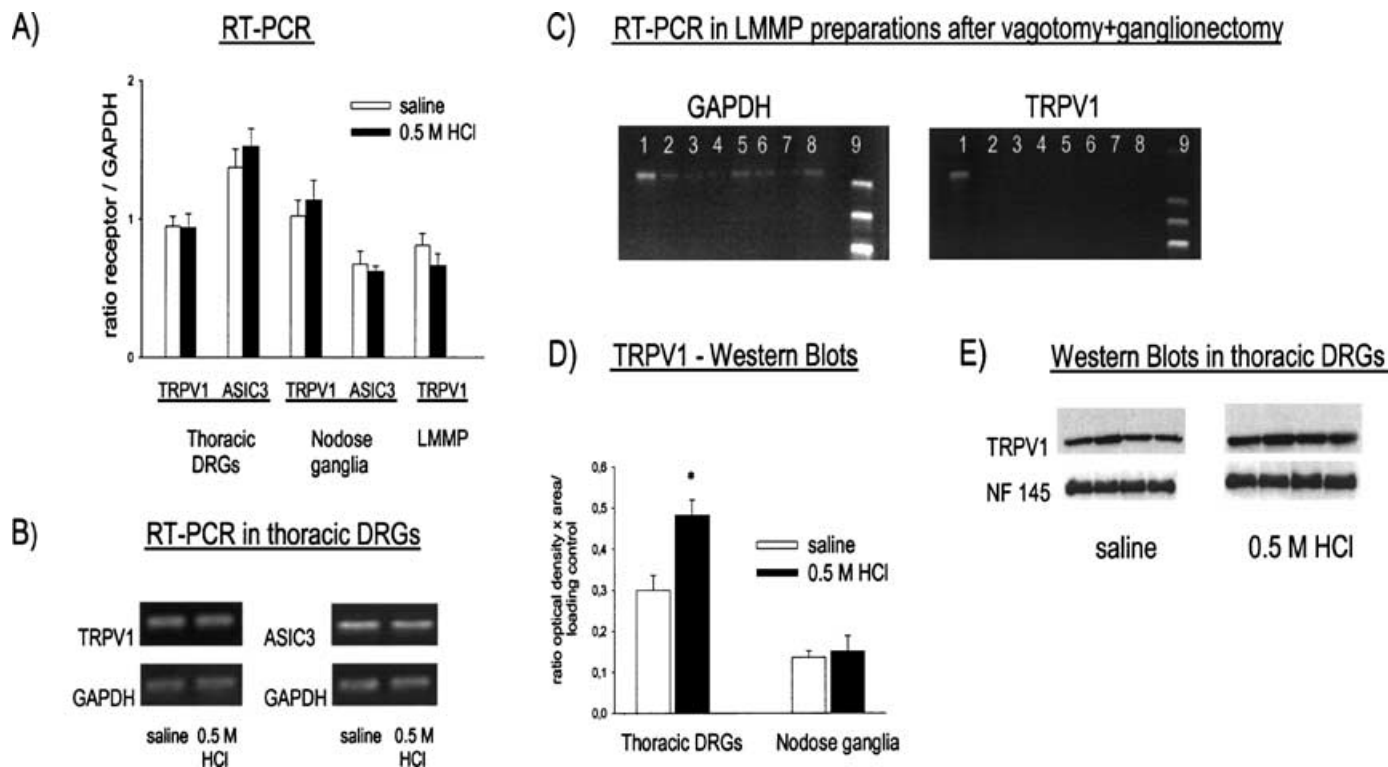 A)
RT-PCR
2
1
0
ratio receptor / GAPDH
saline
0.5 M HCl
TRPV1 ASIC3 TRPV1 ASIC3 TRPV1
Thoracic DRGs
Nodose ganglia
LMMP
B)
RT-PCR in thoracic DRGs
TRPV1
ASIC3
GAPDH
GAPDH
saline 0.5 M HCl
saline 0.5 M HCl
C)
RT-PCR in LMMP preparations after vagotomy+ganglionectomy
GAPDH
TRPV1
1 2 3 4 5 6 7 8 9
1 2 3 4 5 6 7 8 9
D)
TRPV1 - Western Blots
0,6
0,5
0,4
0,3
0,2
0,1
0,0
ratio optical density x area/
loading control
*
saline
0.5 M HCl
Thoracic DRGs
Nodose ganglia
E)
Western Blots in thoracic DRGs
TRPV1
NF 145
saline
0.5 M HCl